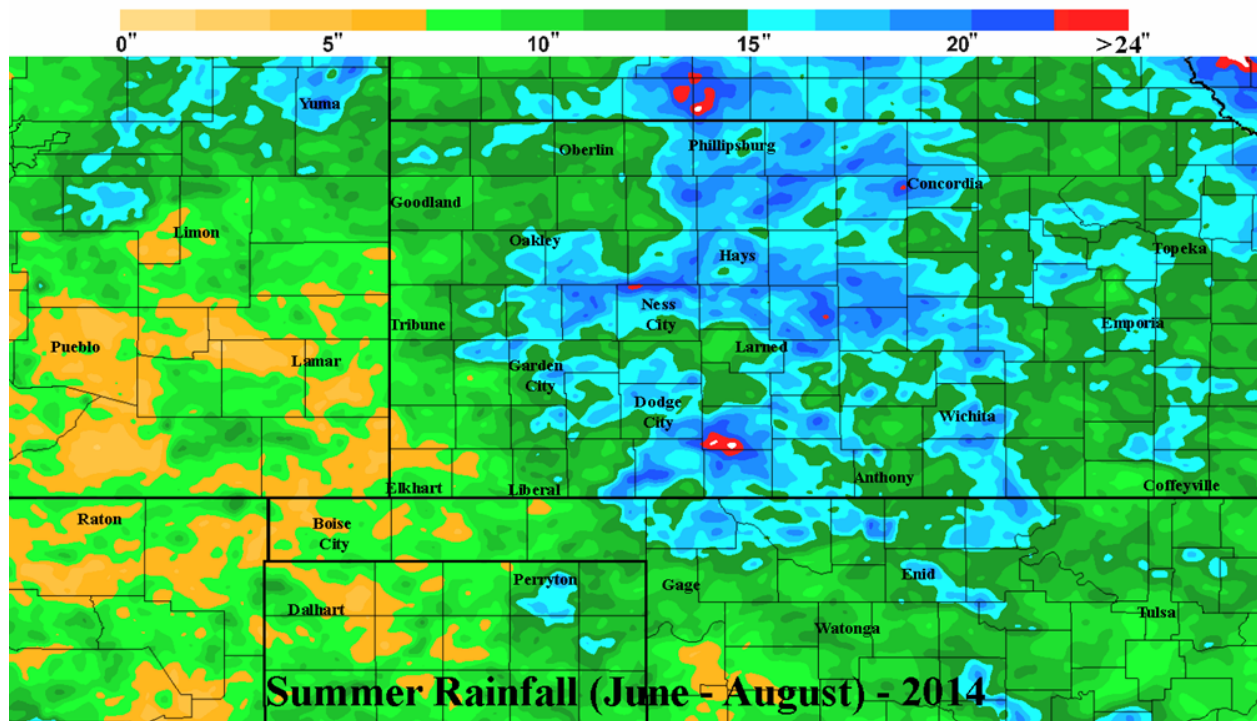 0" 5" 10" 15" 20" >24"
Yuma
Oberlin Phillipsburg
Concordia
Goodland
Limon Oakley Topeka
Hays
Ness
City
Tribune Emporia
Pueblo Larned
Lamar Garden
City
Dodge
City Wichita
Anthony
Elkhart Liberal Coffeyville
Raton Boise
City
Perryton Enid
Gage
Dalhart Tulsa
Watonga
Summer Rainfall (June - August) - 2014